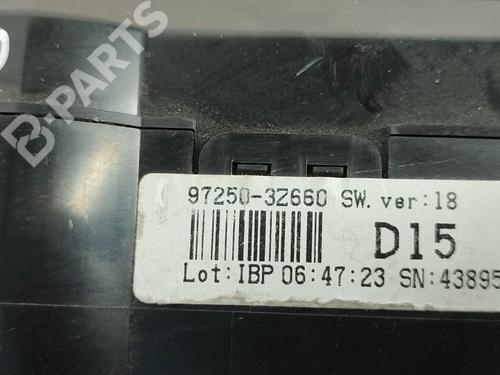 B-PARTS
97250-3Z660 SW. ver:18
D15
Lot:IBP 06:47:23 SN:43895